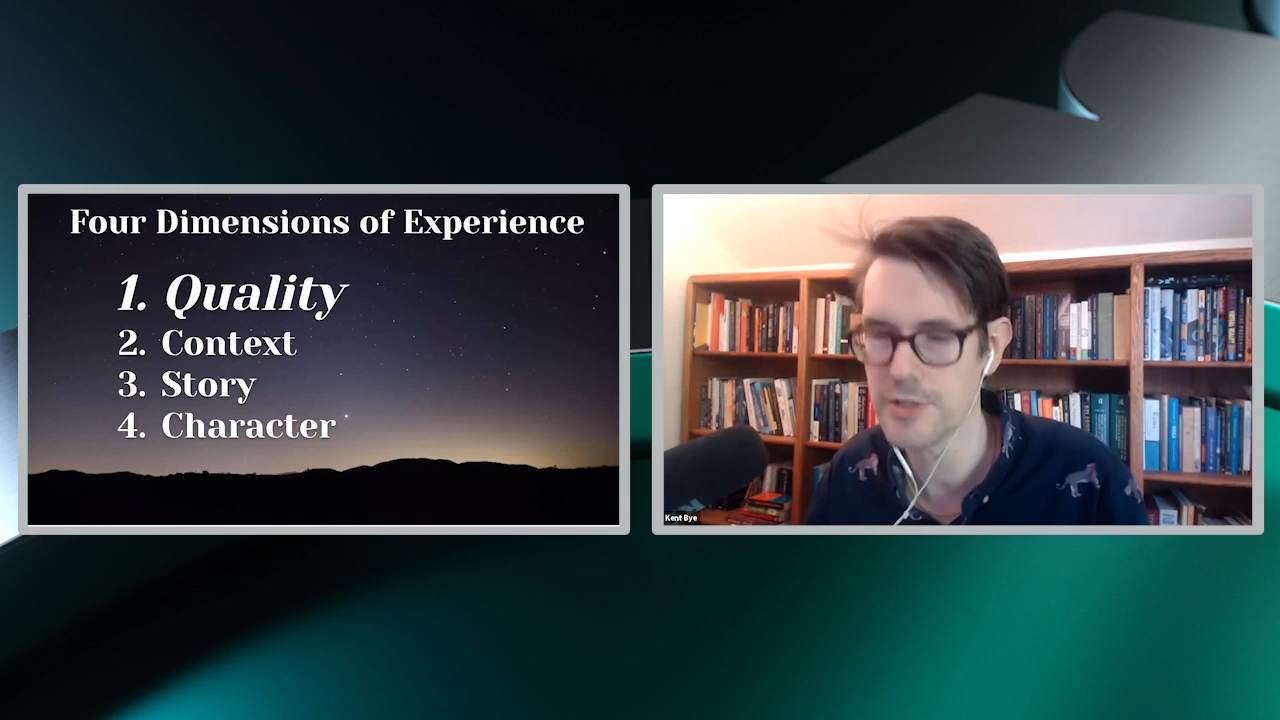 Four Dimensions of Experience
1. Quality
2. Context
3. Story
4. Character
Kent Bye